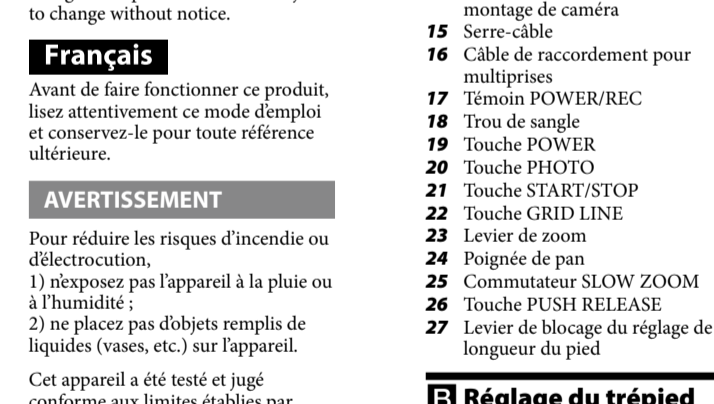 to change without notice.
Français
Avant de faire fonctionner ce produit,
lisez attentivement ce mode d'emploi
et conservez-le pour toute référence
ultérieure.
AVERTISSEMENT
Pour réduire les risques d'incendie ou
d'électrocution,
1) n'exposez pas l'appareil à la pluie ou
à l'humidité ;
2) ne placez pas d'objets remplis de
liquides (vases, etc.) sur l'appareil.
Cet appareil a été testé et jugé
conforme aux limites établies par
montage de caméra
15 Serre-câble
16 Câble de raccordement pour
multiprises
17 Témoin POWER/REC
18 Trou de sangle
19 Touche POWER
20 Touche PHOTO
21 Touche START/STOP
22 Touche GRID LINE
23 Levier de zoom
24 Poignée de pan
25 Commutateur SLOW ZOOM
26 Touche PUSH RELEASE
27 Levier de blocage du réglage de
longueur du pied
B Réglage du trépied